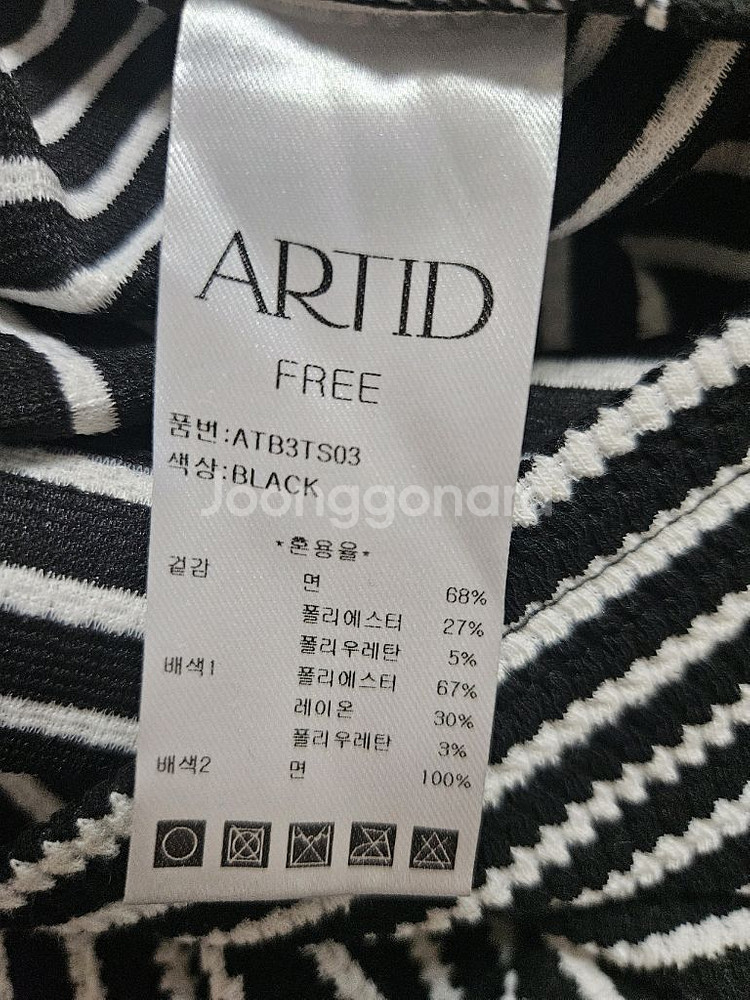 ARTID
FREE
품번:ATB3TS03
색상:BLACK
Joonggonara
*혼용율*
겉감 면 68%
폴리에스터 27%
폴리우레탄 5%
배색1 폴리에스터 67%
레이온 30%
폴리우레탄 3%
배색2 면 100%